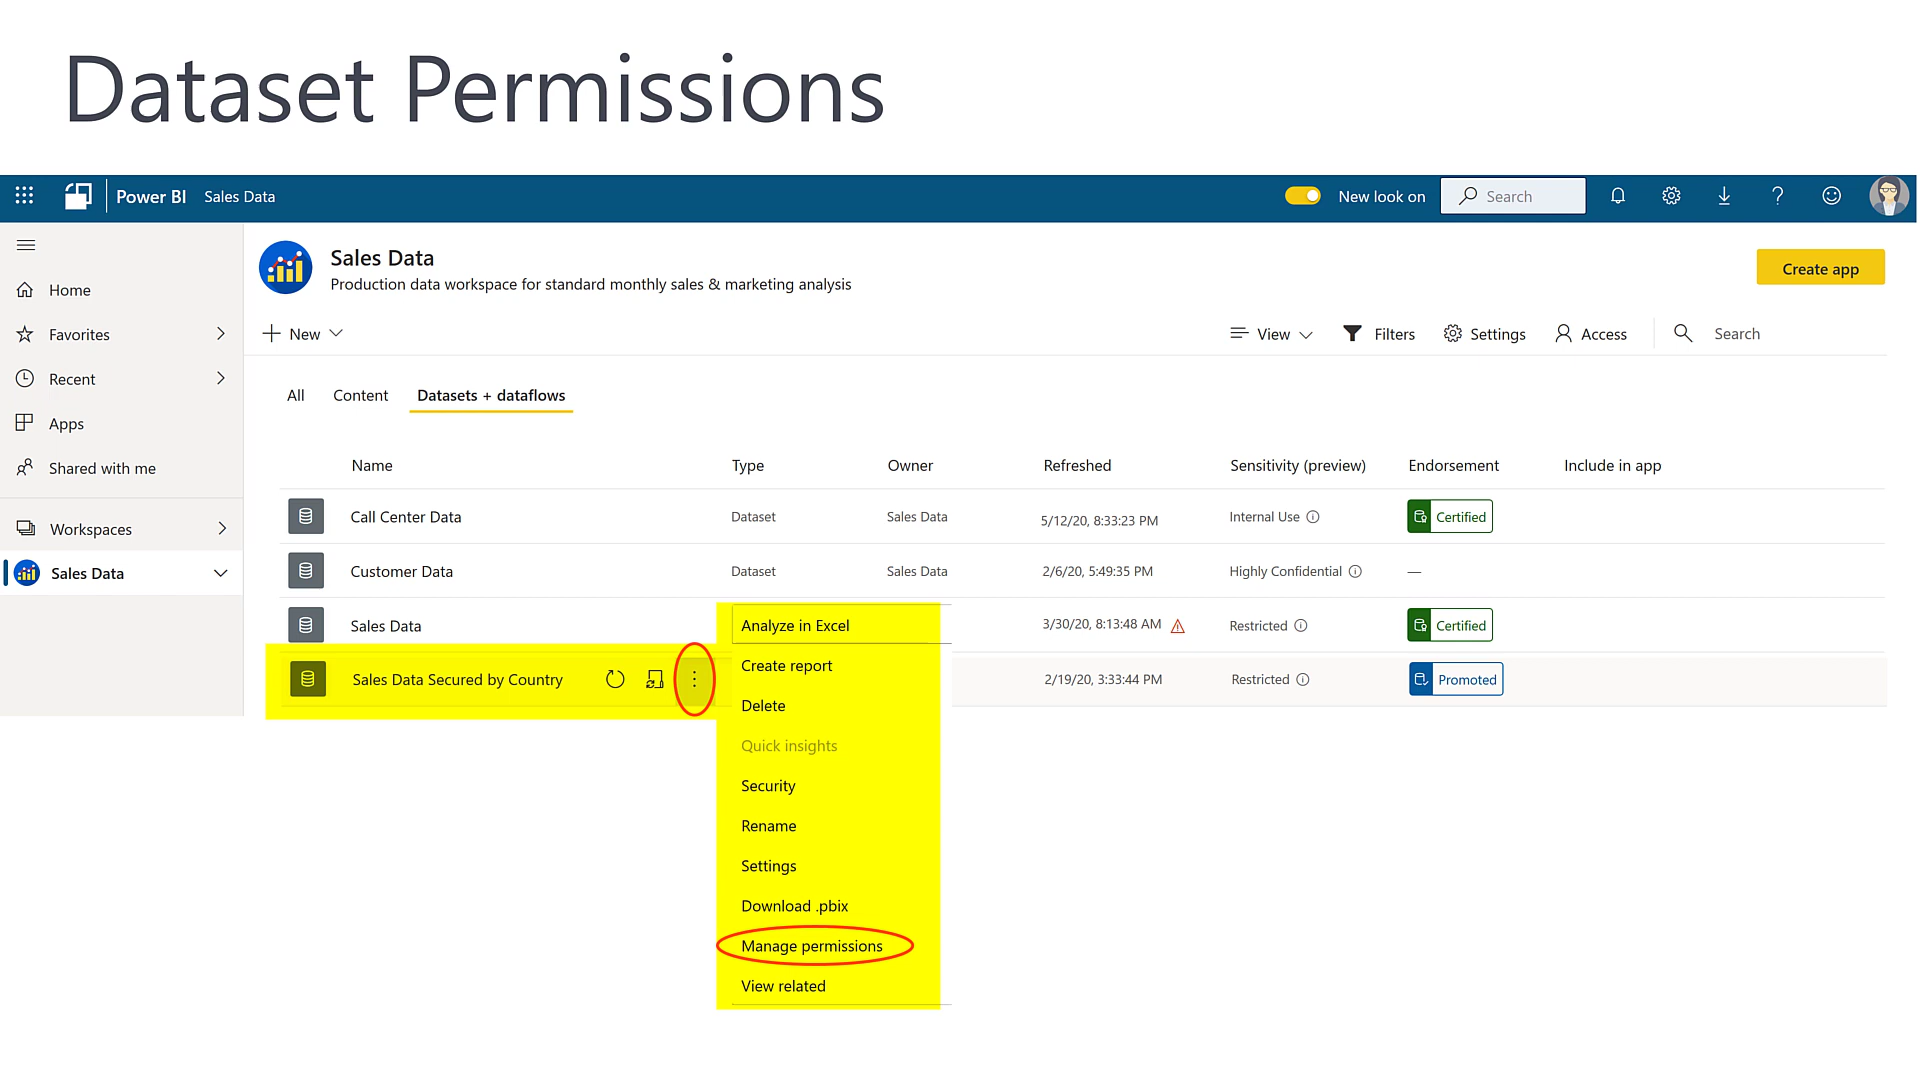 Dataset Permissions
Power BI Sales Data New look on Search ?
Sales Data
Production data workspace for standard monthly sales & marketing analysis
Create app
Home
Favorites
Recent
Apps
Shared with me
Workspaces
Sales Data
New View Filters Settings Access Search
All Content Datasets + dataflows
Name Type Owner Refreshed Sensitivity (preview) Endorsement Include in app
Call Center Data Dataset Sales Data 5/12/20, 8:33:23 PM Internal Use Certified
Customer Data Dataset Sales Data 2/6/20, 5:49:35 PM Highly Confidential —
Sales Data 3/30/20, 8:13:48 AM Restricted Certified
Sales Data Secured by Country 2/19/20, 3:33:44 PM Restricted Promoted
Analyze in Excel
Create report
Delete
Quick insights
Security
Rename
Settings
Download .pbix
Manage permissions
View related